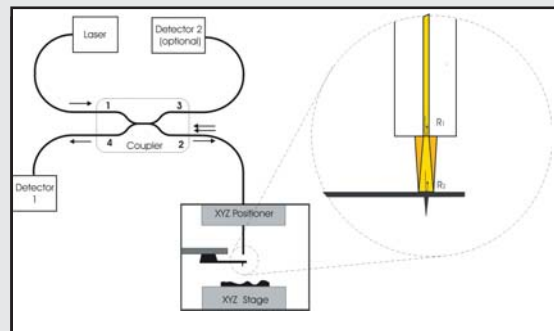 Laser
Detector 2
(optional)
1
3
4
2
Coupler
Detector
1
XYZ Positioner
XYZ Stage
R1
R2